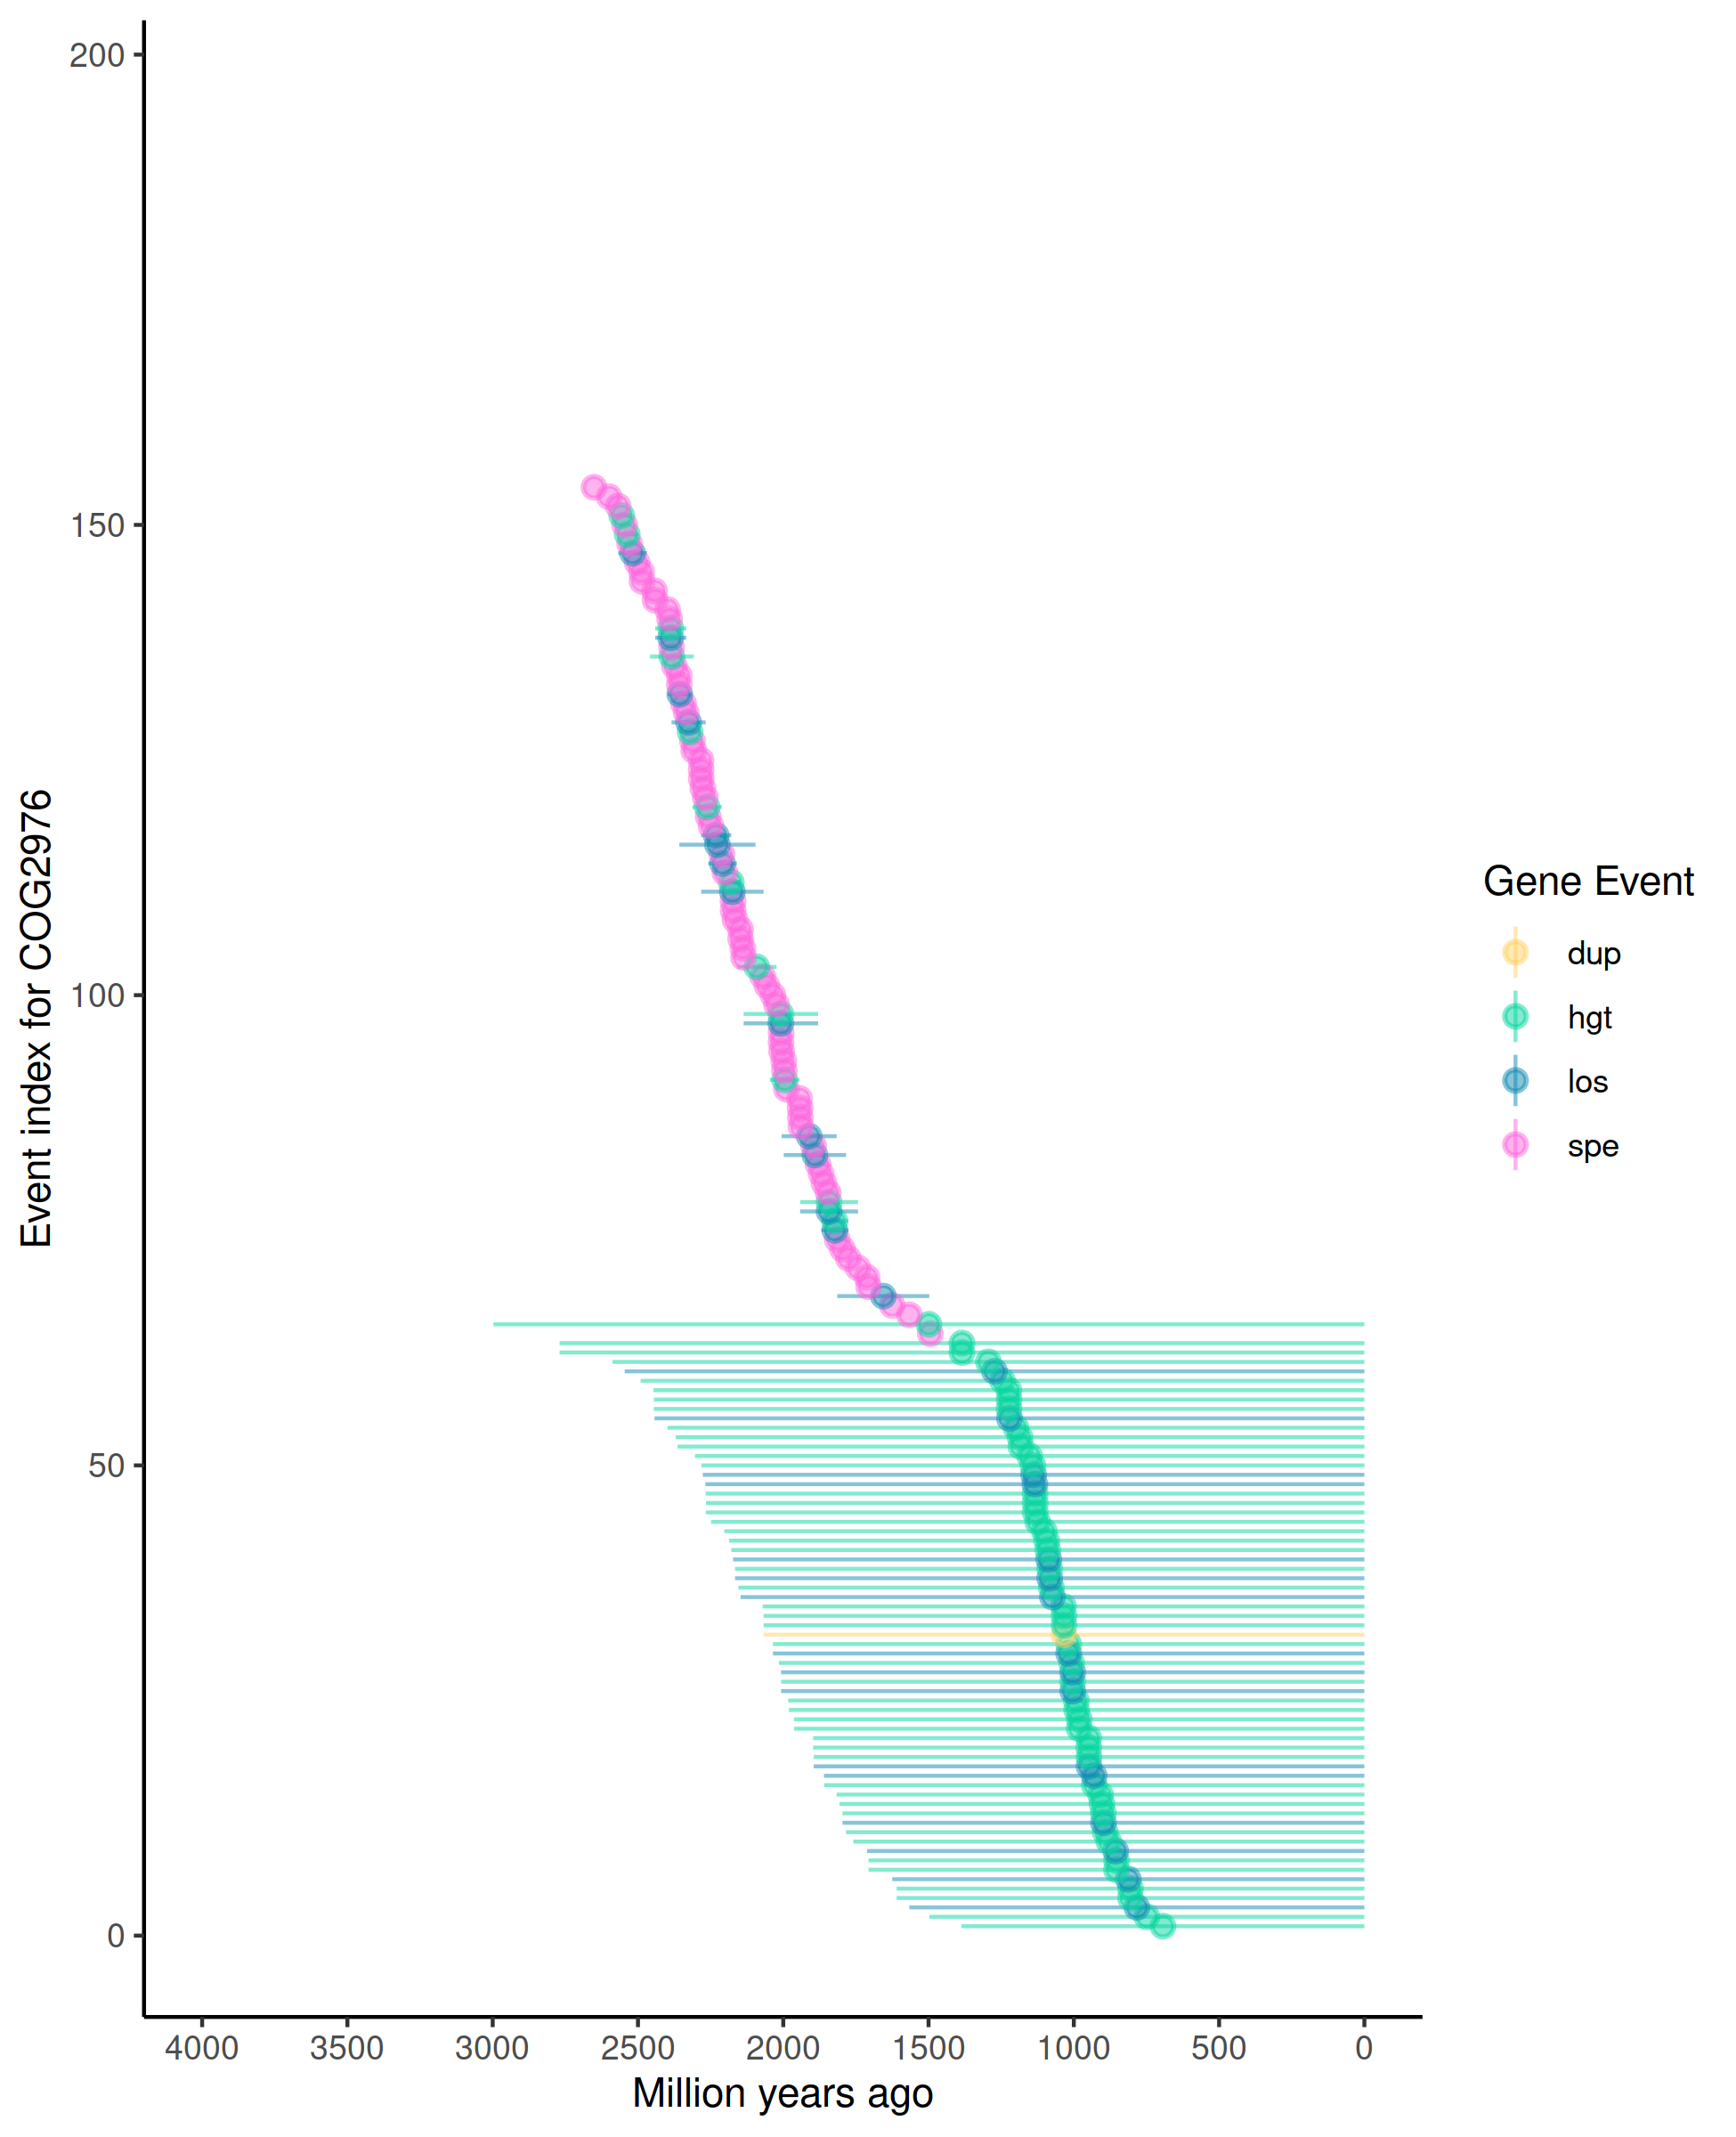 200
150
100
50
0
Event index for COG2976
4000 3500 3000 2500 2000 1500 1000 500 0
Million years ago
Gene Event
dup
hgt
los
spe